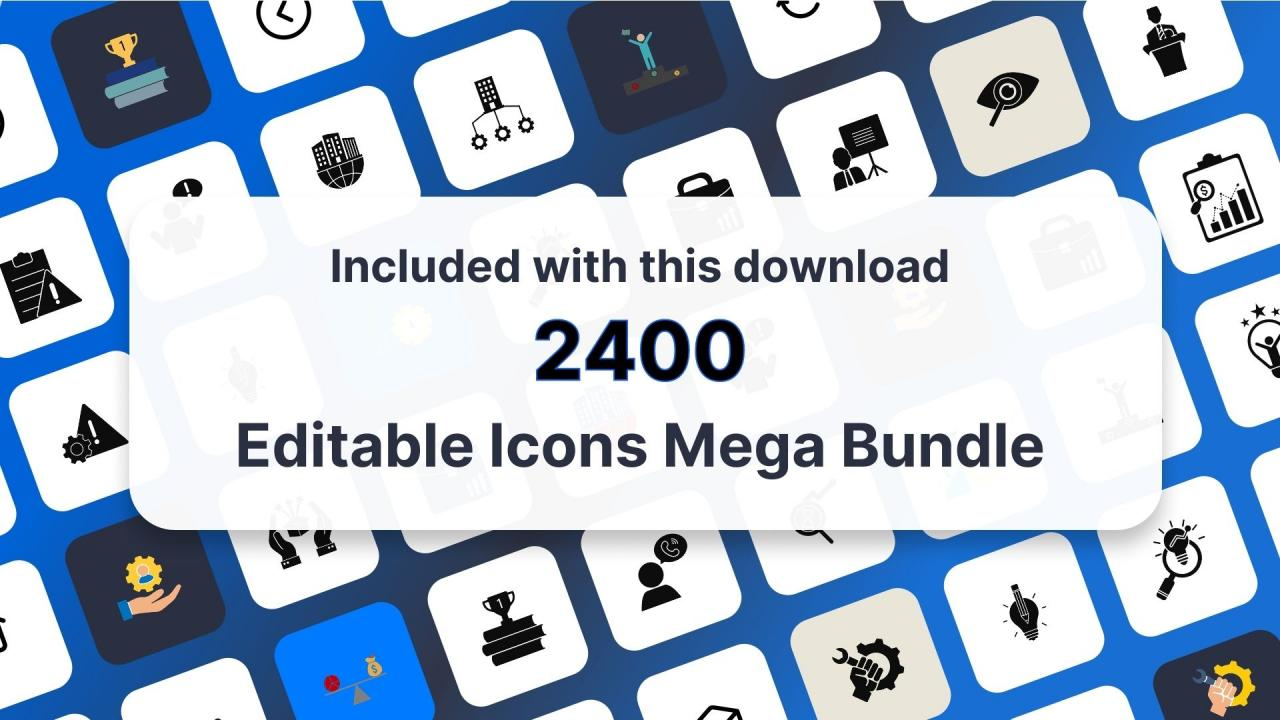 Included with this download
2400
Editable Icons Mega Bundle